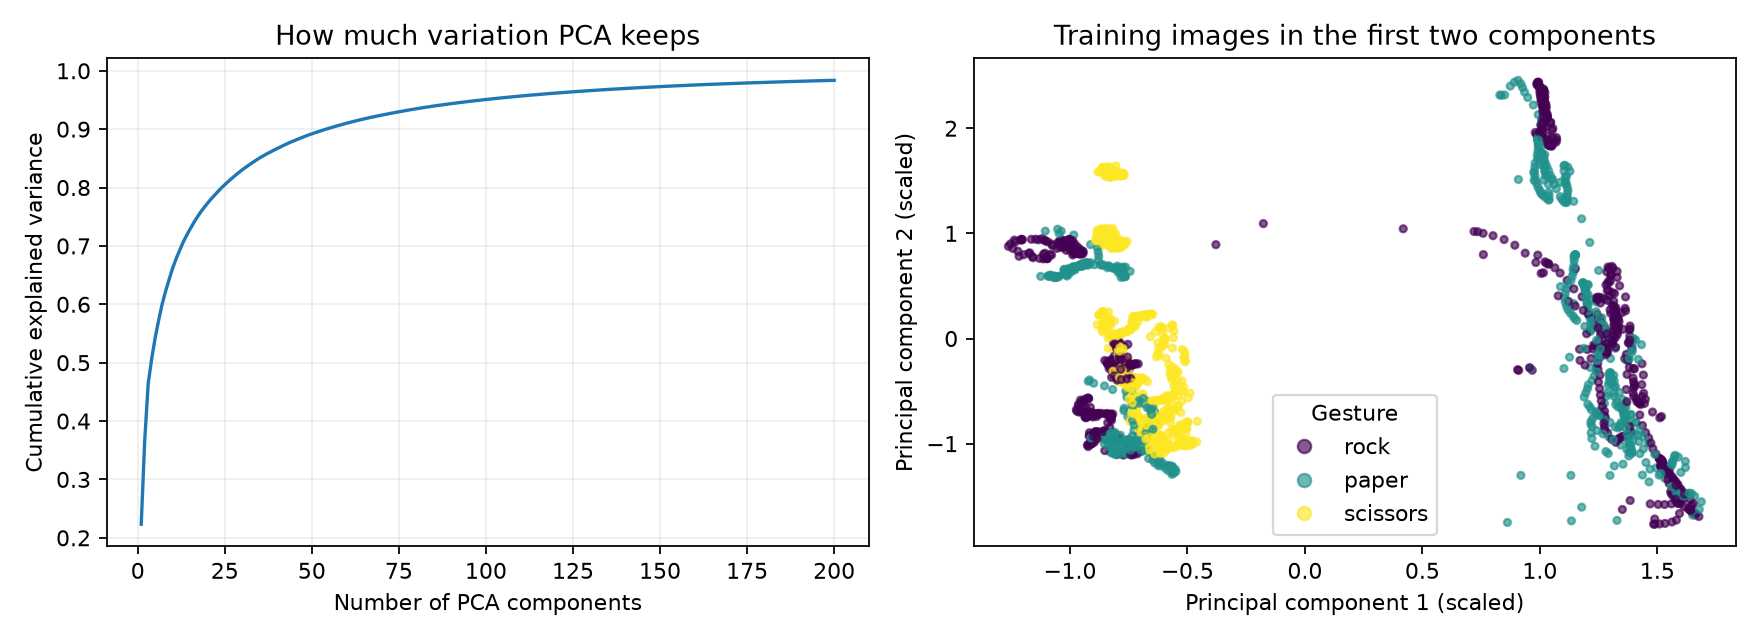 How much variation PCA keeps
1.0
0.9
0.8
0.7
0.6
0.5
0.4
0.3
0.2
Cumulative explained variance
0 25 50 75 100 125 150 175 200
Number of PCA components
Training images in the first two components
2
1
0
−1
Principal component 2 (scaled)
Gesture
rock
paper
scissors
−1.0 −0.5 0.0 0.5 1.0 1.5
Principal component 1 (scaled)